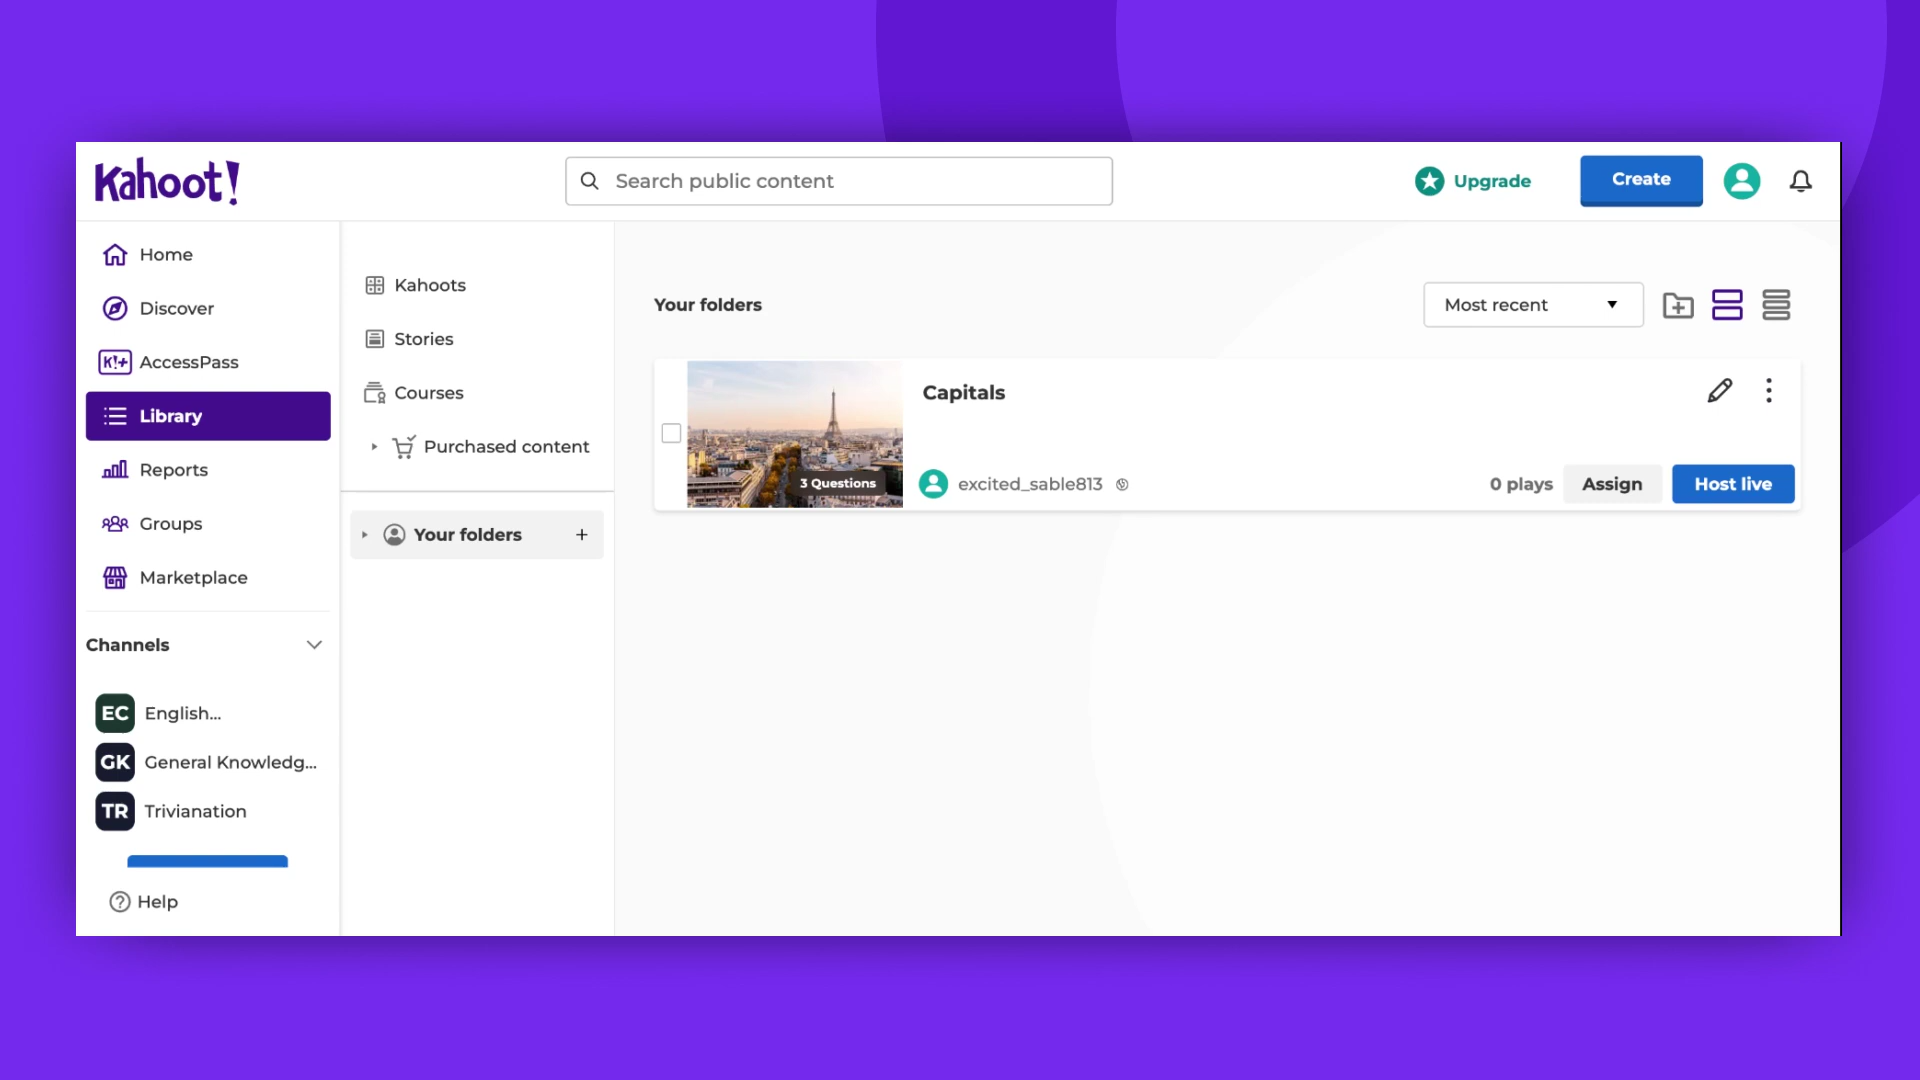 Kahoot!
Search public content
Upgrade
Create
Home
Discover
K!+ AccessPass
Library
Reports
Groups
Marketplace
Channels
EC English...
GK General Knowledg...
TR Trivianation
Help
Kahoots
Stories
Courses
Purchased content
Your folders +
Your folders
Most recent
Capitals
3 Questions
excited_sable813
0 plays
Assign
Host live